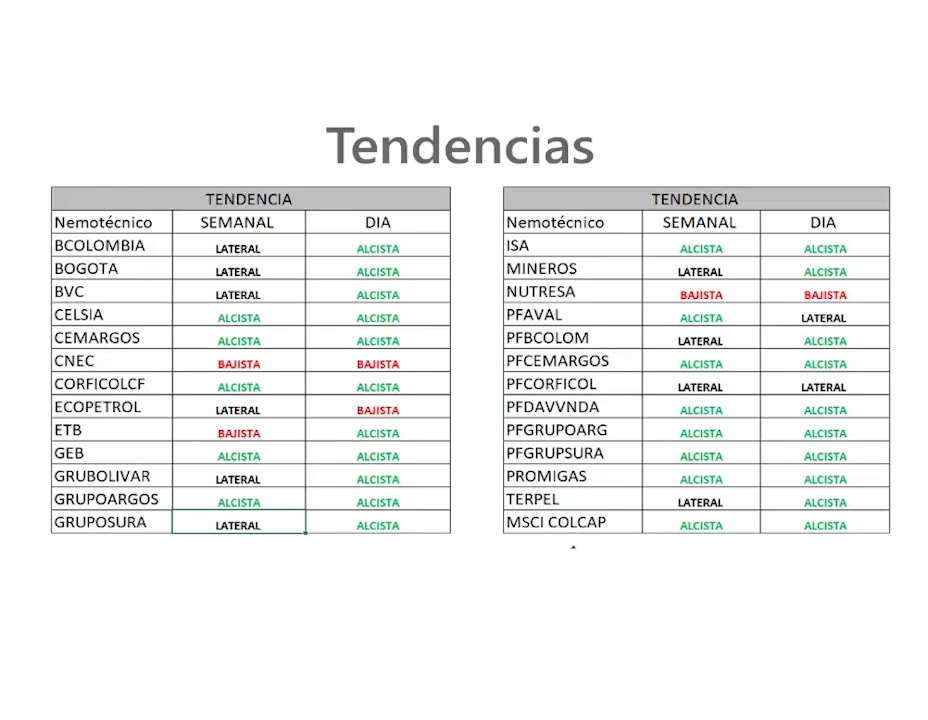 Tendencias
TENDENCIA
Nemotécnico SEMANAL DIA
BCOLOMBIA LATERAL ALCISTA
BOGOTA LATERAL ALCISTA
BVC LATERAL ALCISTA
CELSIA ALCISTA ALCISTA
CEMARGOS ALCISTA ALCISTA
CNEC BAJISTA BAJISTA
CORFICOLCF ALCISTA ALCISTA
ECOPETROL LATERAL BAJISTA
ETB BAJISTA ALCISTA
GEB ALCISTA ALCISTA
GRUBOLIVAR LATERAL ALCISTA
GRUPOARGOS ALCISTA ALCISTA
GRUPOSURA LATERAL ALCISTA
TENDENCIA
Nemotécnico SEMANAL DIA
ISA ALCISTA ALCISTA
MINEROS LATERAL ALCISTA
NUTRESA BAJISTA BAJISTA
PFAVAL ALCISTA LATERAL
PFBCOLOM LATERAL ALCISTA
PFCEMARGOS ALCISTA ALCISTA
PFCORFICOL LATERAL LATERAL
PFDAVVNDA ALCISTA ALCISTA
PFGRUPOARG ALCISTA ALCISTA
PFGRUPSURA ALCISTA ALCISTA
PROMIGAS ALCISTA ALCISTA
TERPEL LATERAL ALCISTA
MSCI COLCAP ALCISTA ALCISTA